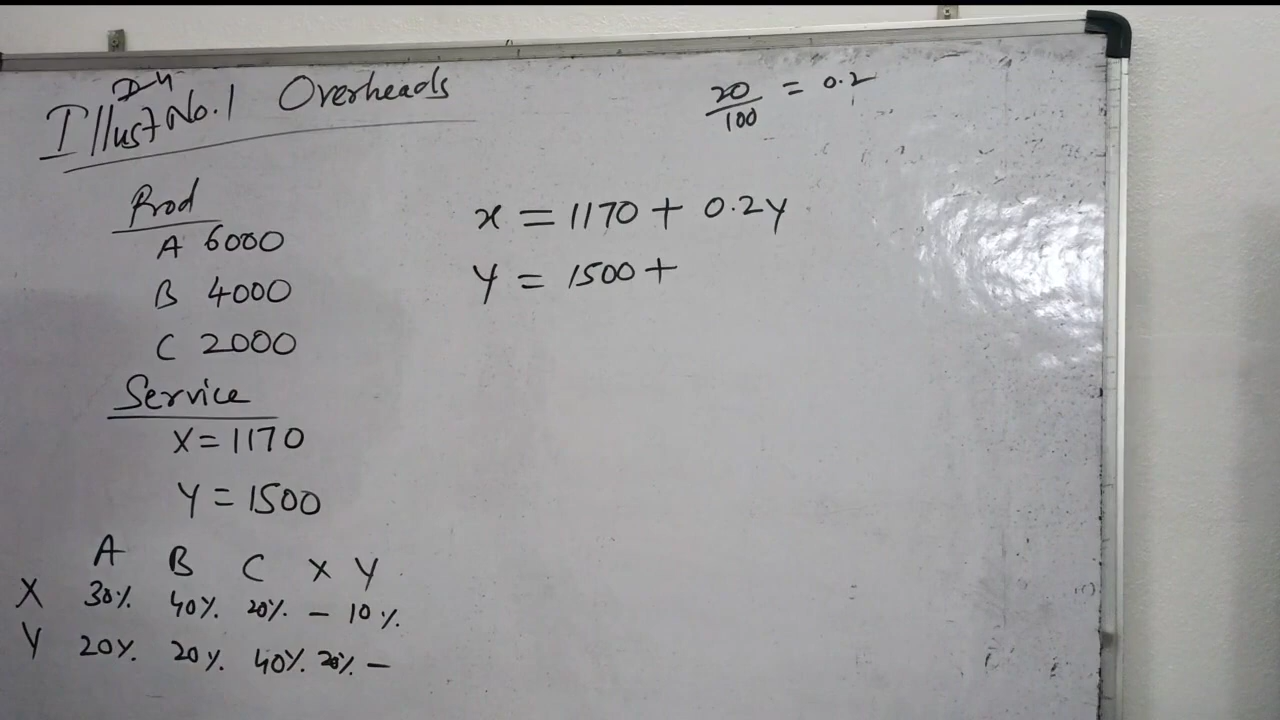 D-4
Illust No. 1 Overheads
20/100 = 0.2
Prod
A 6000
B 4000
C 2000
Service
X = 1170
Y = 1500
A B C X Y
X 30% 40% 20% – 10%
Y 20% 20% 40% 20% –
x = 1170 + 0.2y
Y = 1500 +